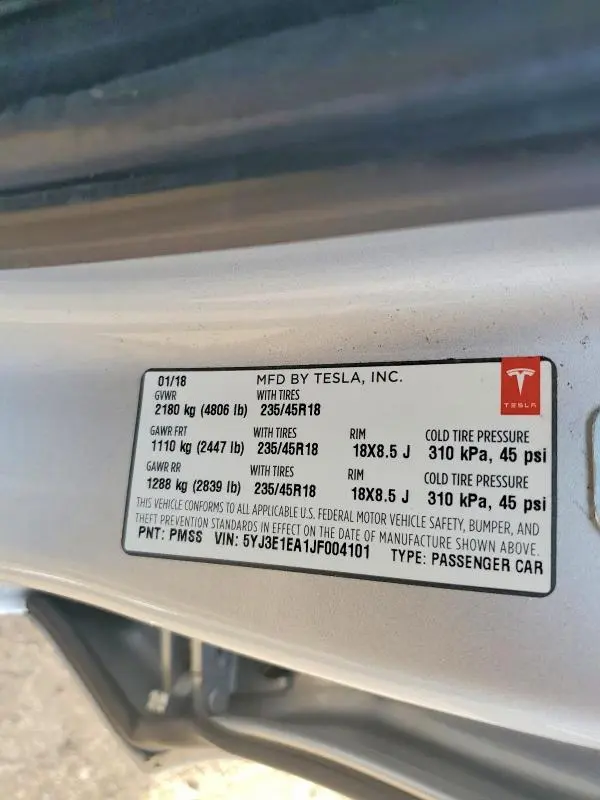 01/18 MFD BY TESLA, INC.
GVWR WITH TIRES
2180 kg (4806 lb) 235/45R18
TESLA
GAWR FRT WITH TIRES RIM COLD TIRE PRESSURE
1110 kg (2447 lb) 235/45R18 18X8.5 J 310 kPa, 45 psi
GAWR RR WITH TIRES RIM COLD TIRE PRESSURE
1288 kg (2839 lb) 235/45R18 18X8.5 J 310 kPa, 45 psi
THIS VEHICLE CONFORMS TO ALL APPLICABLE U.S. FEDERAL MOTOR VEHICLE SAFETY, BUMPER, AND
THEFT PREVENTION STANDARDS IN EFFECT ON THE DATE OF MANUFACTURE SHOWN ABOVE.
PNT: PMSS VIN: 5YJ3E1EA1JF004101 TYPE: PASSENGER CAR